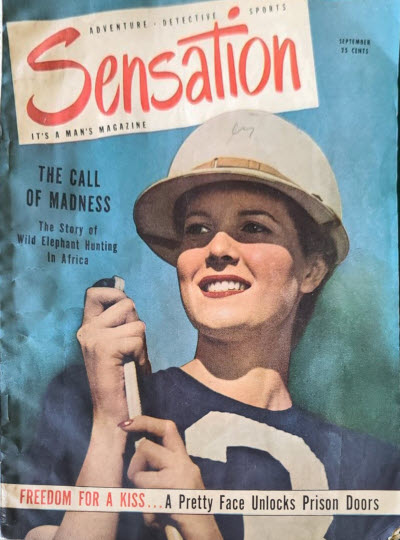 ADVENTURE · DETECTIVE · SPORTS
Sensation
IT'S A MAN'S MAGAZINE
SEPTEMBER
25 CENTS
THE CALL
OF MADNESS
The Story of
Wild Elephant Hunting
In Africa
2
FREEDOM FOR A KISS...A Pretty Face Unlocks Prison Doors